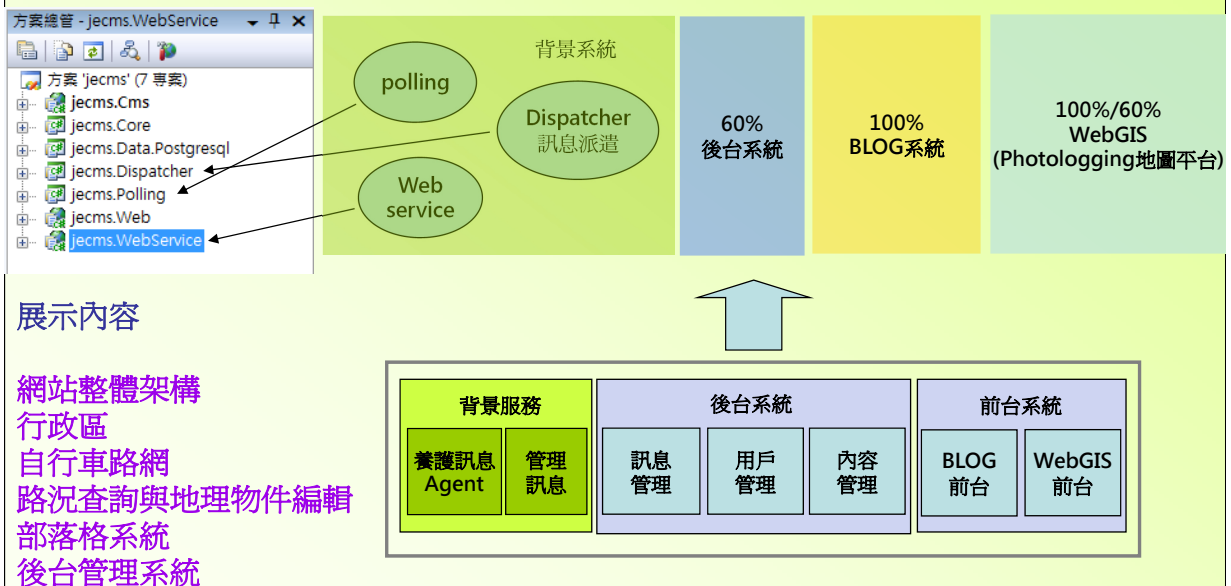 方案總管 - jecms.WebService
方案 'jecms' (7 專案)
jecms.Cms
jecms.Core
jecms.Data.Postgresql
jecms.Dispatcher
jecms.Polling
jecms.Web
jecms.WebService
背景系統
polling
Dispatcher
訊息派遣
Web
service
60%
後台系統
100%
BLOG系統
100%/60%
WebGIS
(Photologging地圖平台)
展示內容
網站整體架構
行政區
自行車路網
路況查詢與地理物件編輯
部落格系統
後台管理系統
背景服務
養護訊息
Agent
管理
訊息
後台系統
訊息
管理
用戶
管理
內容
管理
前台系統
BLOG
前台
WebGIS
前台